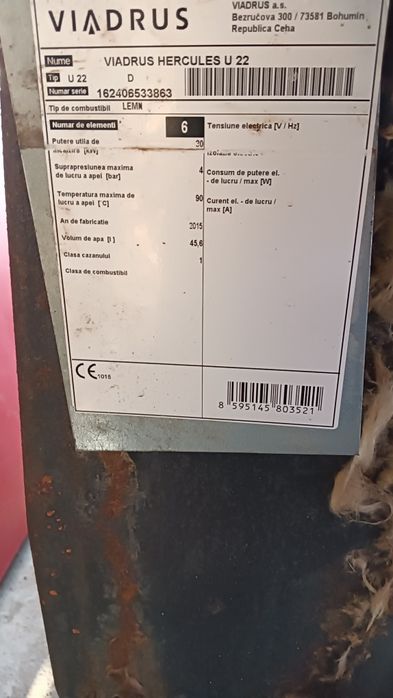 VIADRUS
VIADRUS a.s.
Bezručova 300 / 73581 Bohumín
Republica Ceha
Nume VIADRUS HERCULES U 22
Tip U 22 D
Numar serie 162406533863
Tip de combustibil LEMN
Numar de elementi 6
Putere utila de 20
incalzire [kW]
Suprapresiunea maxima 4
de lucru a apei [bar]
Temperatura maxima de 90
lucru a apei [˚C]
An de fabricatie 2015
Volum de apa [l] 45,6
Clasa cazanului 1
Clasa de combustibil
Tensiune electrica [V / Hz]
Consum de putere el.
- de lucru / max [W]
Curent el. - de lucru /
max [A]
CE 1015
8 595145 803521